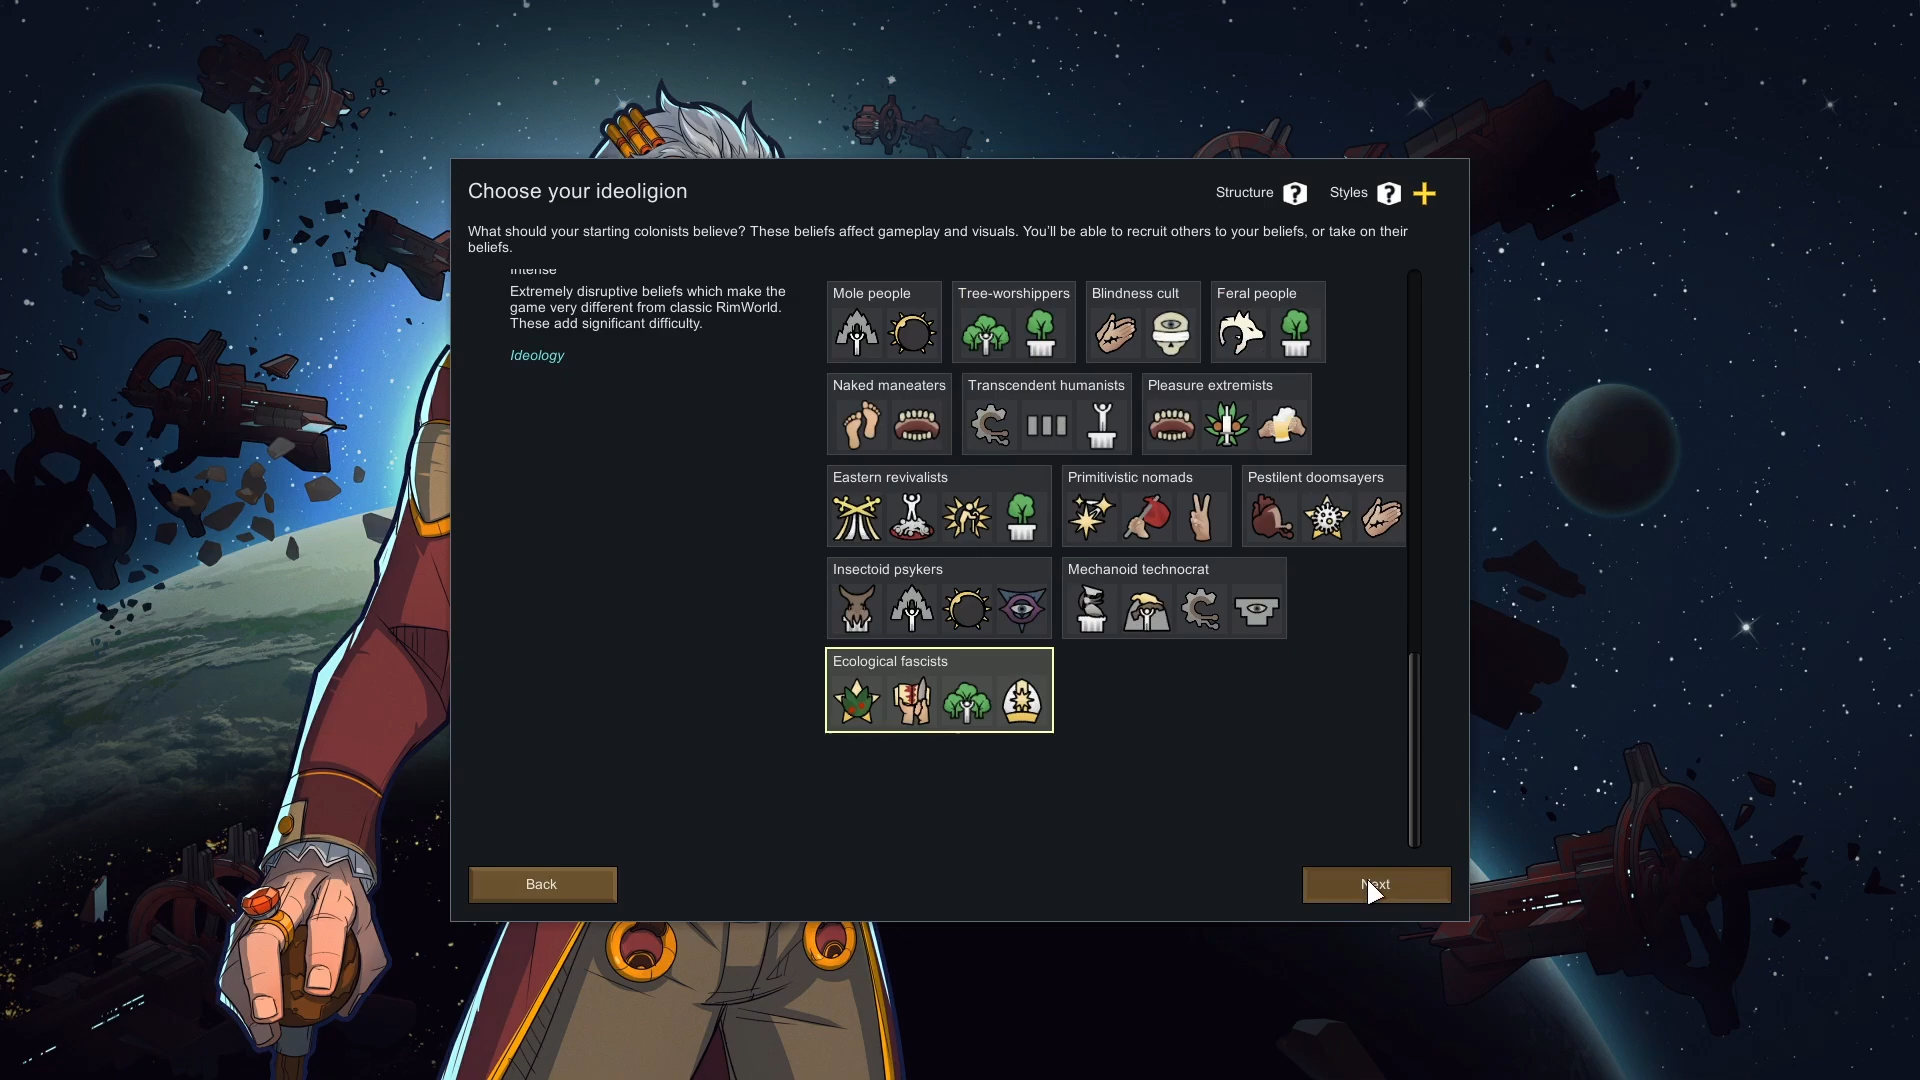 Choose your ideoligion
Structure
Styles
What should your starting colonists believe? These beliefs affect gameplay and visuals. You'll be able to recruit others to your beliefs, or take on their
beliefs.
Intense
Extremely disruptive beliefs which make the
game very different from classic RimWorld.
These add significant difficulty.
Ideology
Mole people
Tree-worshippers
Blindness cult
Feral people
Naked maneaters
Transcendent humanists
Pleasure extremists
Eastern revivalists
Primitivistic nomads
Pestilent doomsayers
Insectoid psykers
Mechanoid technocrat
Ecological fascists
Back
Next